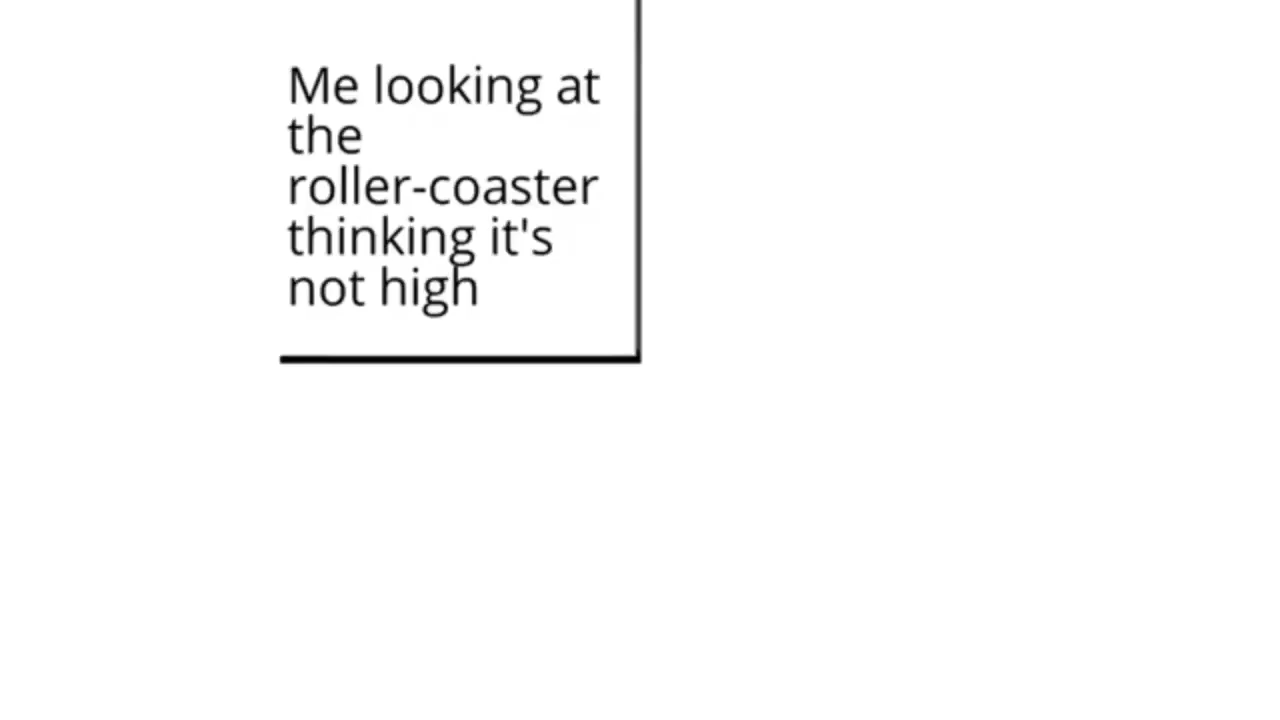 Me looking at
the
roller-coaster
thinking it's
not high